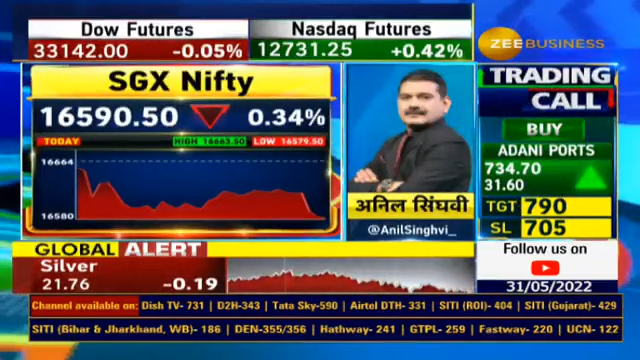 Dow Futures
33142.00 -0.05%
Nasdaq Futures
12731.25 +0.42%
ZEE BUSINESS
SGX Nifty
16590.50 0.34%
TODAY HIGH 16663.50 LOW 16579.50
16664
16580
अनिल सिंघवी
@AnilSinghvi_
TRADING
CALL
BUY
ADANI PORTS
734.70
31.60
TGT 790
SL 705
GLOBAL ALERT
Silver
21.76 -0.19
Follow us on
31/05/2022
Channel available on: Dish TV- 731 | D2H-343 | Tata Sky-590 | Airtel DTH- 331 | SITI (ROI)- 404 | SITI (Gujarat)- 429
SITI (Bihar & Jharkhand, WB)- 186 | DEN-355/356 | Hathway- 241 | GTPL- 259 | Fastway- 220 | UCN- 122